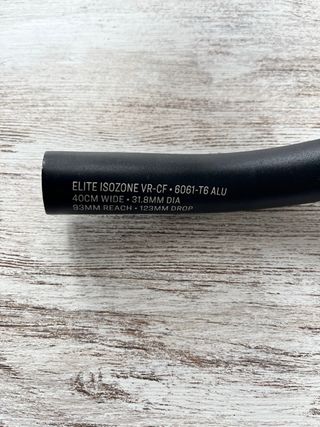 ELITE ISOZONE VR-CF • 6061-T6 ALU
40CM WIDE • 31.8MM DIA
93MM REACH • 123MM DROP